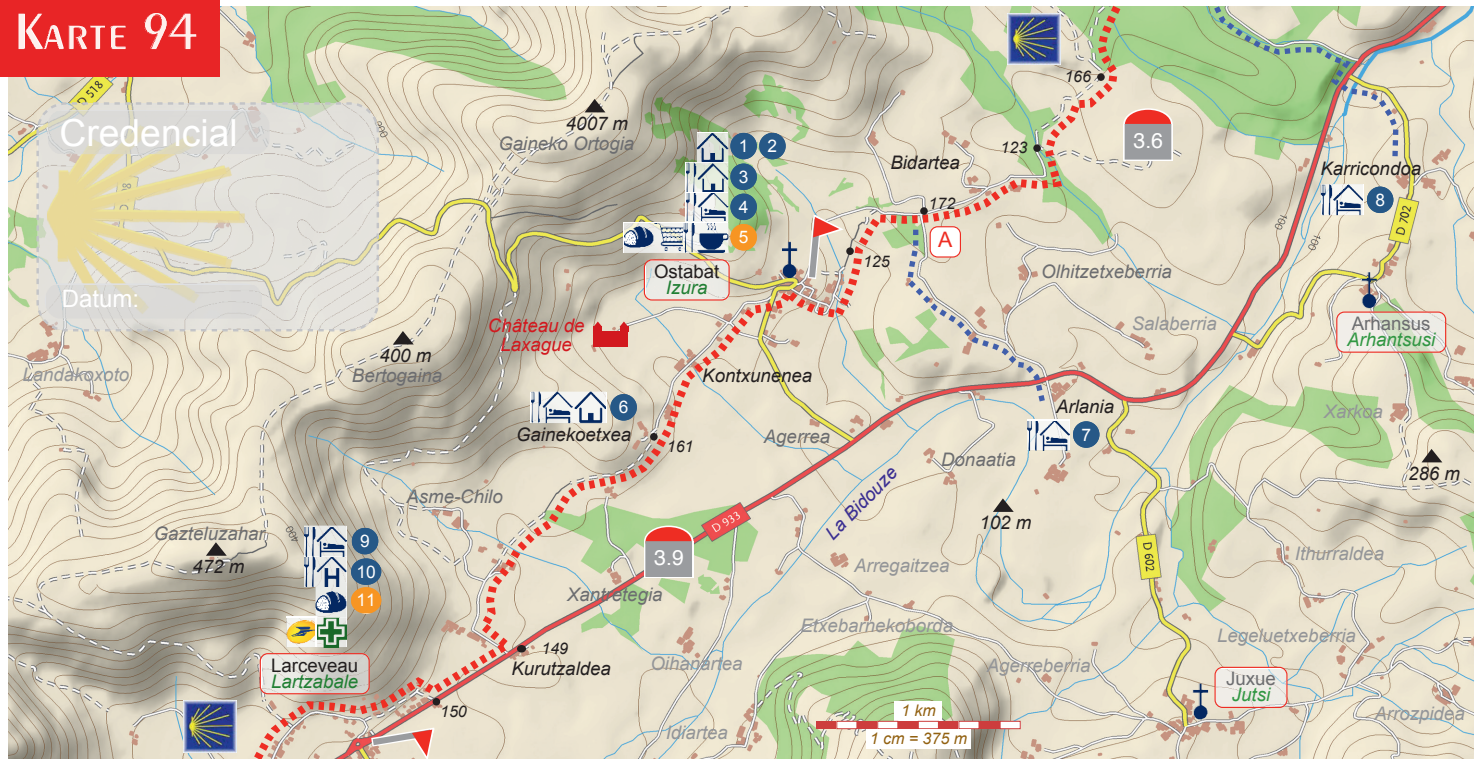 KARTE 94
D 518
Credencial
Datum:
4007 m
Gaineko Ortogia
1
2
3
4
5
Ostabat
Izura
166
123
3.6
Bidartea
172
A
125
Karricondoa
8
D 702
100
100
Olhitzetxeberria
Salaberria
Arhansus
Arhantsusi
Château de
Laxague
400 m
Bertogaina
Landakoxoto
Kontxunenea
6
Gainekoetxea
161
Agerrea
Arlania
7
Donaatia
Xarkoa
286 m
La Bidouze
102 m
Asme-Chilo
D 933
3.9
Gazteluzahar
472 m
9
10
11
D 602
Ithurraldea
Arregaitzea
Xantretegia
Etxebarnekoborda
Legeluetxeberria
149
Kurutzaldea
Oihanartea
Agerreberria
Larceveau
Lartzabale
150
Juxue
Jutsi
Arrozpidea
Idiartea
1 km
1 cm = 375 m